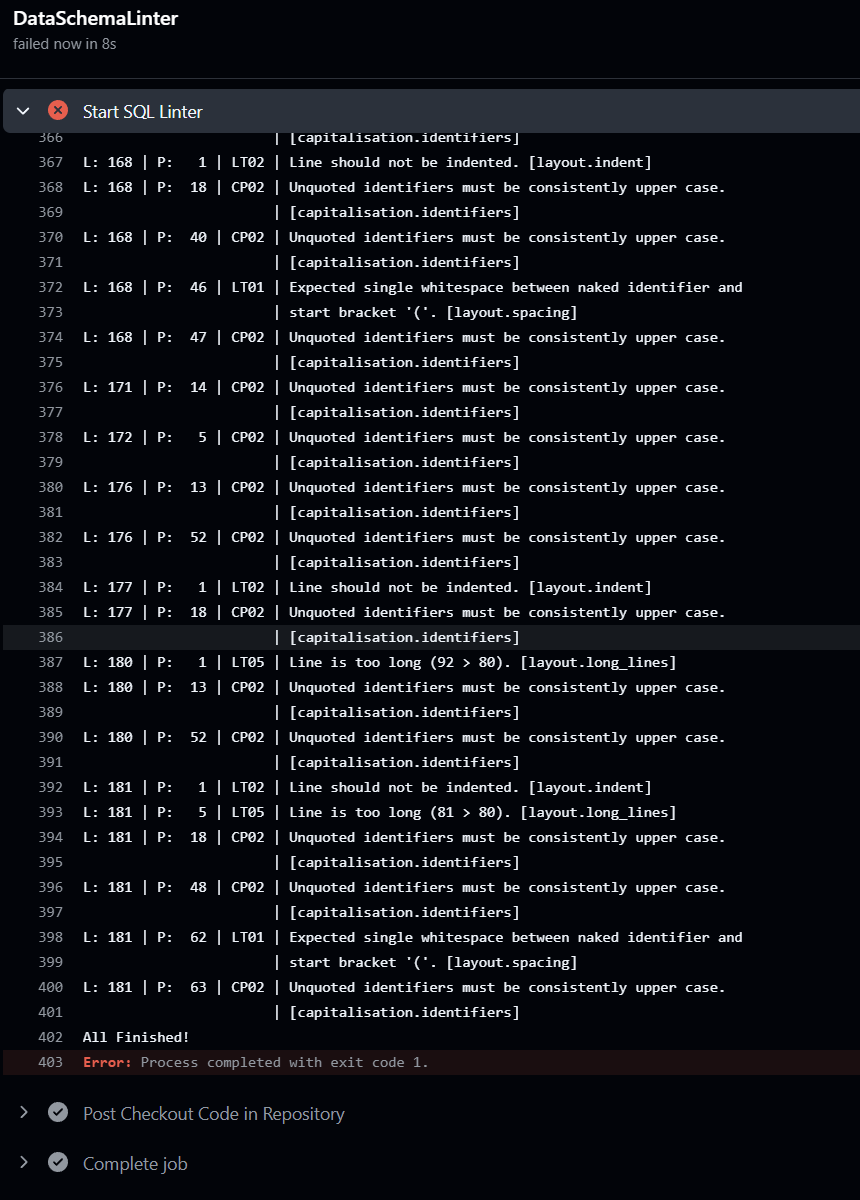 DataSchemaLinter
failed now in 8s
Start SQL Linter
366                          | [capitalisation.identifiers]
367 L: 168 | P:   1 | LT02 | Line should not be indented. [layout.indent]
368 L: 168 | P:  18 | CP02 | Unquoted identifiers must be consistently upper case.
369                        | [capitalisation.identifiers]
370 L: 168 | P:  40 | CP02 | Unquoted identifiers must be consistently upper case.
371                        | [capitalisation.identifiers]
372 L: 168 | P:  46 | LT01 | Expected single whitespace between naked identifier and
373                        | start bracket '('. [layout.spacing]
374 L: 168 | P:  47 | CP02 | Unquoted identifiers must be consistently upper case.
375                        | [capitalisation.identifiers]
376 L: 171 | P:  14 | CP02 | Unquoted identifiers must be consistently upper case.
377                        | [capitalisation.identifiers]
378 L: 172 | P:   5 | CP02 | Unquoted identifiers must be consistently upper case.
379                        | [capitalisation.identifiers]
380 L: 176 | P:  13 | CP02 | Unquoted identifiers must be consistently upper case.
381                        | [capitalisation.identifiers]
382 L: 176 | P:  52 | CP02 | Unquoted identifiers must be consistently upper case.
383                        | [capitalisation.identifiers]
384 L: 177 | P:   1 | LT02 | Line should not be indented. [layout.indent]
385 L: 177 | P:  18 | CP02 | Unquoted identifiers must be consistently upper case.
386                        | [capitalisation.identifiers]
387 L: 180 | P:   1 | LT05 | Line is too long (92 > 80). [layout.long_lines]
388 L: 180 | P:  13 | CP02 | Unquoted identifiers must be consistently upper case.
389                        | [capitalisation.identifiers]
390 L: 180 | P:  52 | CP02 | Unquoted identifiers must be consistently upper case.
391                        | [capitalisation.identifiers]
392 L: 181 | P:   1 | LT02 | Line should not be indented. [layout.indent]
393 L: 181 | P:   5 | LT05 | Line is too long (81 > 80). [layout.long_lines]
394 L: 181 | P:  18 | CP02 | Unquoted identifiers must be consistently upper case.
395                        | [capitalisation.identifiers]
396 L: 181 | P:  48 | CP02 | Unquoted identifiers must be consistently upper case.
397                        | [capitalisation.identifiers]
398 L: 181 | P:  62 | LT01 | Expected single whitespace between naked identifier and
399                        | start bracket '('. [layout.spacing]
400 L: 181 | P:  63 | CP02 | Unquoted identifiers must be consistently upper case.
401                        | [capitalisation.identifiers]
402 All Finished!
403 Error: Process completed with exit code 1.
Post Checkout Code in Repository
Complete job